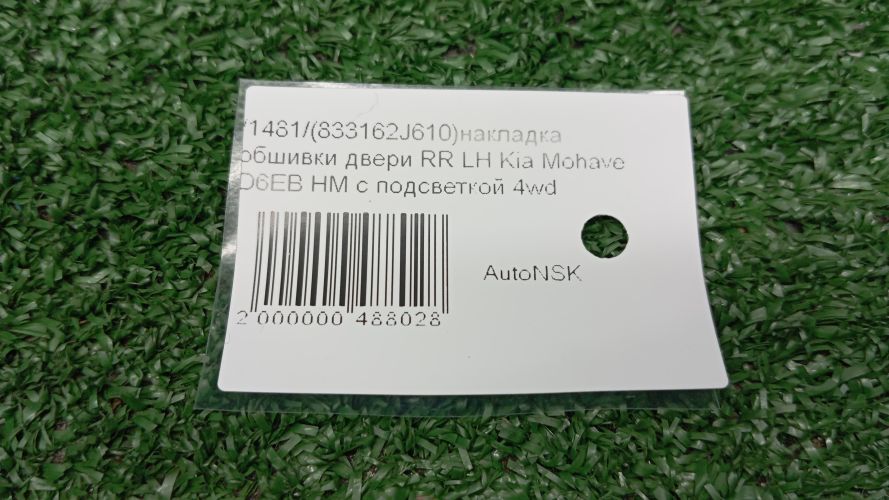 /1481/(833162J610)накладка
обшивки двери RR LH Kia Mohave
D6EB HM с подсветкой 4wd
AutoNSK
2 000000 488028